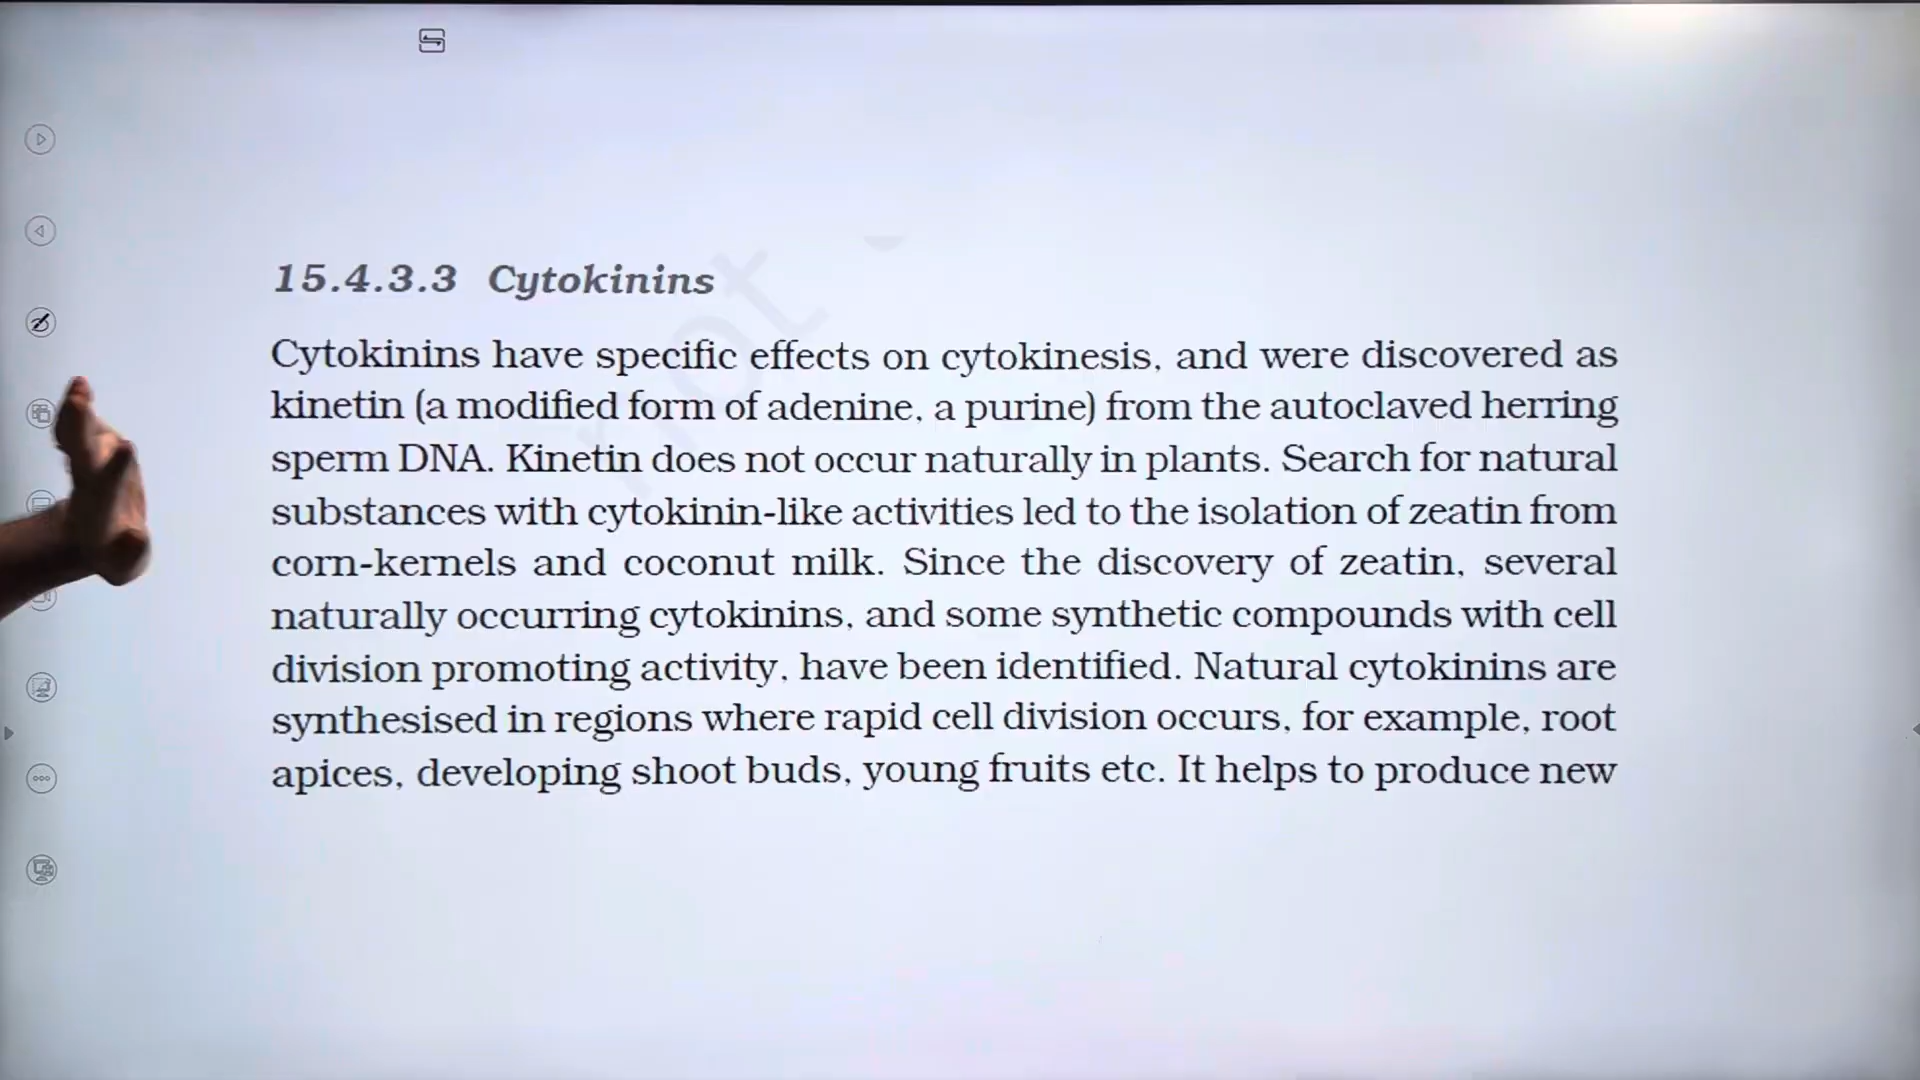 15.4.3.3 Cytokinins
Cytokinins have specific effects on cytokinesis, and were discovered as
kinetin (a modified form of adenine, a purine) from the autoclaved herring
sperm DNA. Kinetin does not occur naturally in plants. Search for natural
substances with cytokinin-like activities led to the isolation of zeatin from
corn-kernels and coconut milk. Since the discovery of zeatin, several
naturally occurring cytokinins, and some synthetic compounds with cell
division promoting activity, have been identified. Natural cytokinins are
synthesised in regions where rapid cell division occurs, for example, root
apices, developing shoot buds, young fruits etc. It helps to produce new
not